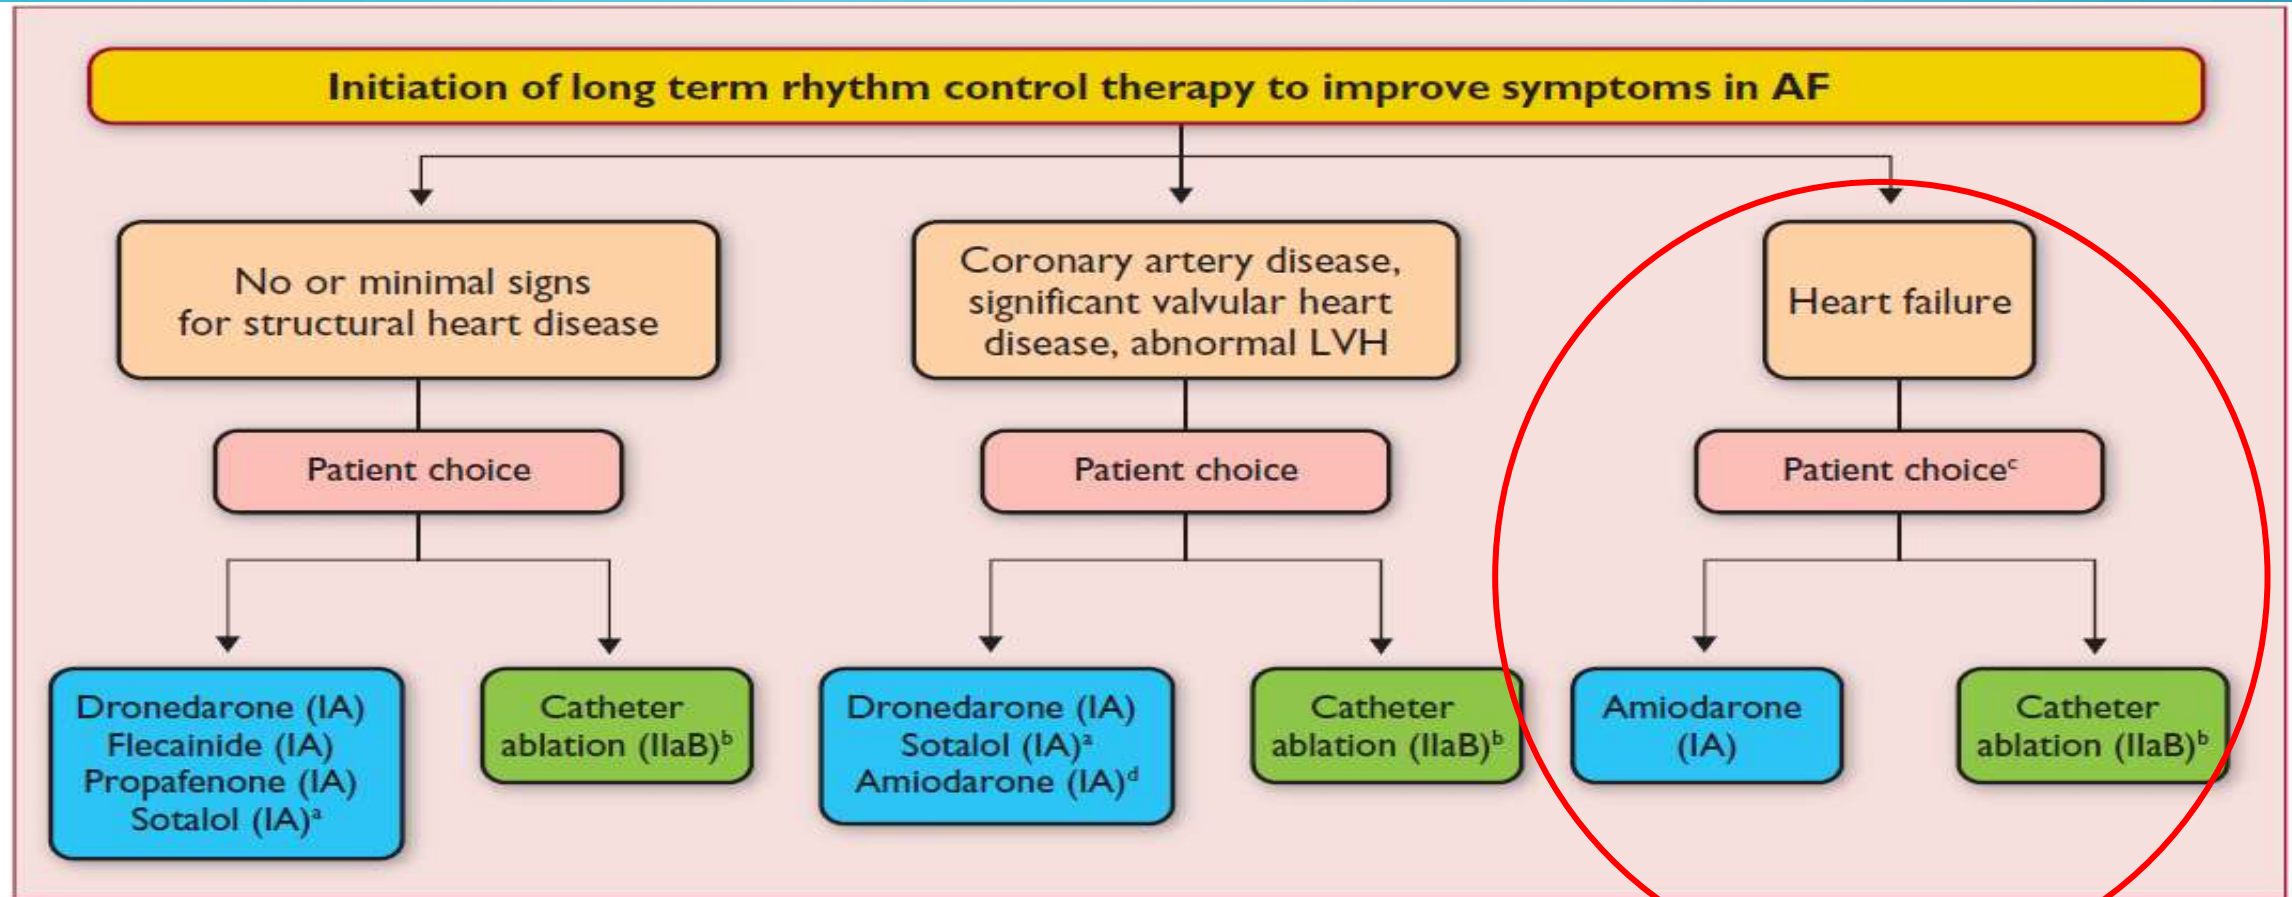 Initiation of long term rhythm control therapy to improve symptoms in AF
No or minimal signs
for structural heart disease
Coronary artery disease,
significant valvular heart
disease, abnormal LVH
Heart failure
Patient choice
Patient choice
Patient choiceᶜ
Dronedarone (IA)
Flecainide (IA)
Propafenone (IA)
Sotalol (IA)ᵃ
Catheter
ablation (IIaB)ᵇ
Dronedarone (IA)
Sotalol (IA)ᵃ
Amiodarone (IA)ᵈ
Catheter
ablation (IIaB)ᵇ
Amiodarone
(IA)
Catheter
ablation (IIaB)ᵇ